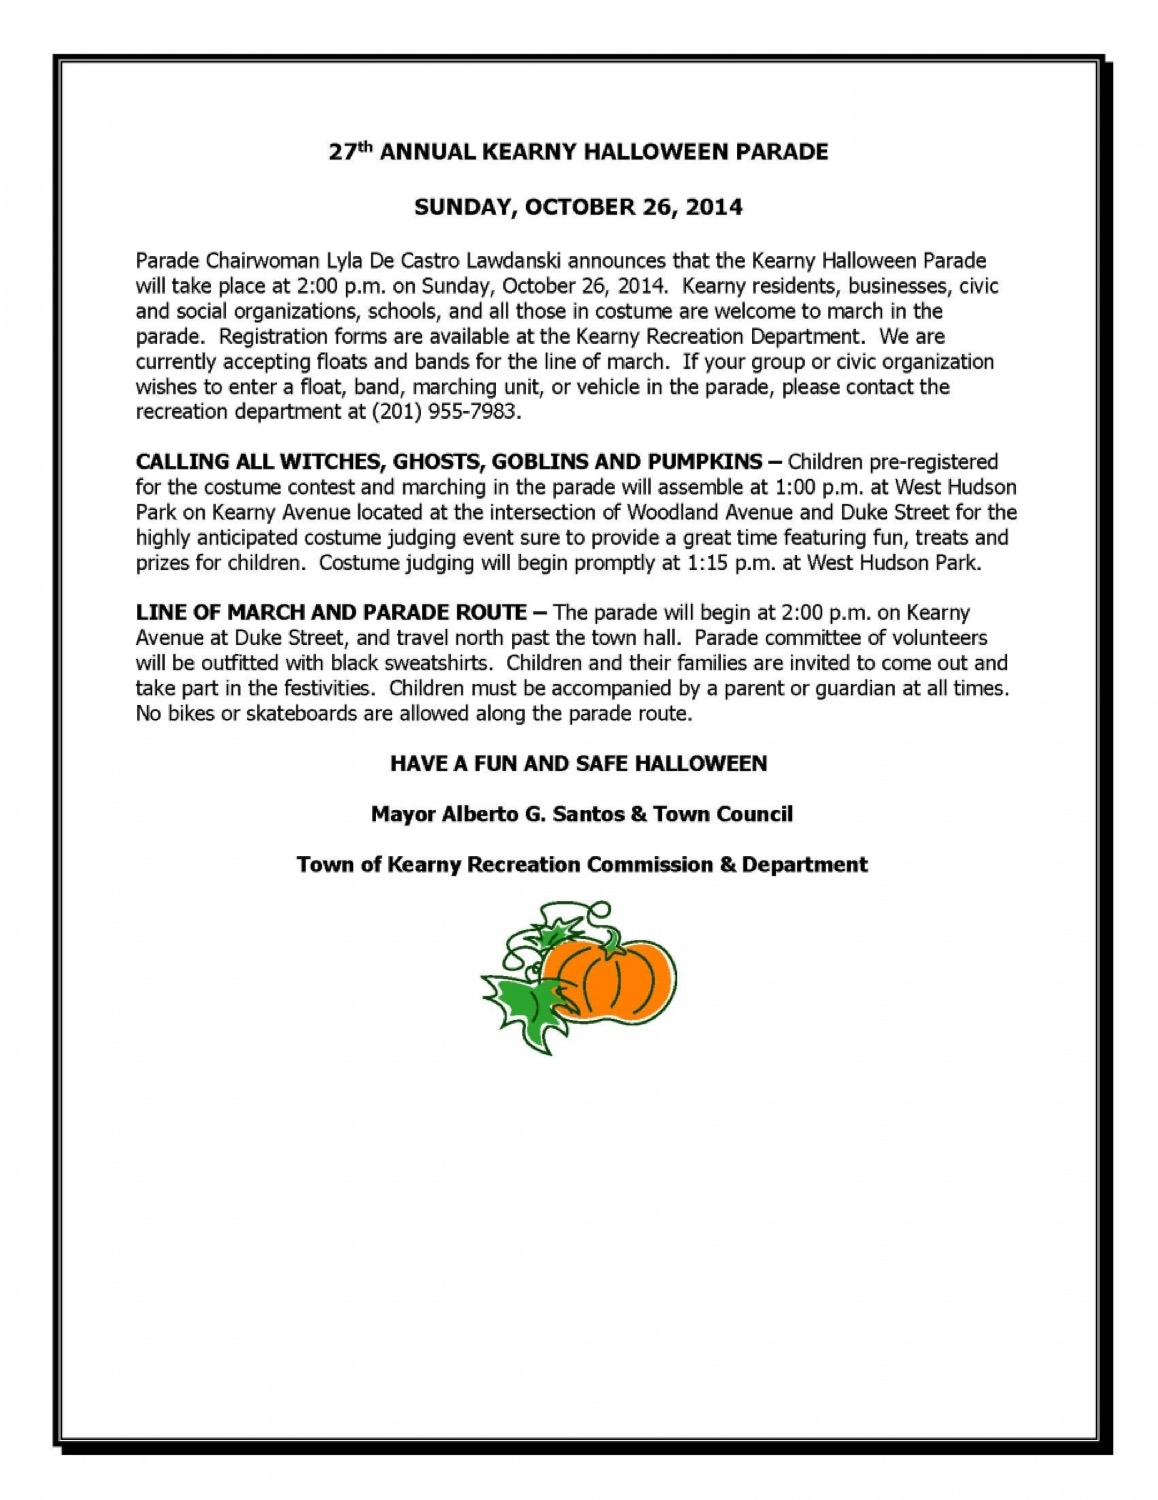 27th ANNUAL KEARNY HALLOWEEN PARADE
SUNDAY, OCTOBER 26, 2014
Parade Chairwoman Lyla De Castro Lawdanski announces that the Kearny Halloween Parade
will take place at 2:00 p.m. on Sunday, October 26, 2014.  Kearny residents, businesses, civic
and social organizations, schools, and all those in costume are welcome to march in the
parade.  Registration forms are available at the Kearny Recreation Department.  We are
currently accepting floats and bands for the line of march.  If your group or civic organization
wishes to enter a float, band, marching unit, or vehicle in the parade, please contact the
recreation department at (201) 955-7983.
CALLING ALL WITCHES, GHOSTS, GOBLINS AND PUMPKINS – Children pre-registered
for the costume contest and marching in the parade will assemble at 1:00 p.m. at West Hudson
Park on Kearny Avenue located at the intersection of Woodland Avenue and Duke Street for the
highly anticipated costume judging event sure to provide a great time featuring fun, treats and
prizes for children.  Costume judging will begin promptly at 1:15 p.m. at West Hudson Park.
LINE OF MARCH AND PARADE ROUTE – The parade will begin at 2:00 p.m. on Kearny
Avenue at Duke Street, and travel north past the town hall.  Parade committee of volunteers
will be outfitted with black sweatshirts.  Children and their families are invited to come out and
take part in the festivities.  Children must be accompanied by a parent or guardian at all times.
No bikes or skateboards are allowed along the parade route.
HAVE A FUN AND SAFE HALLOWEEN
Mayor Alberto G. Santos & Town Council
Town of Kearny Recreation Commission & Department